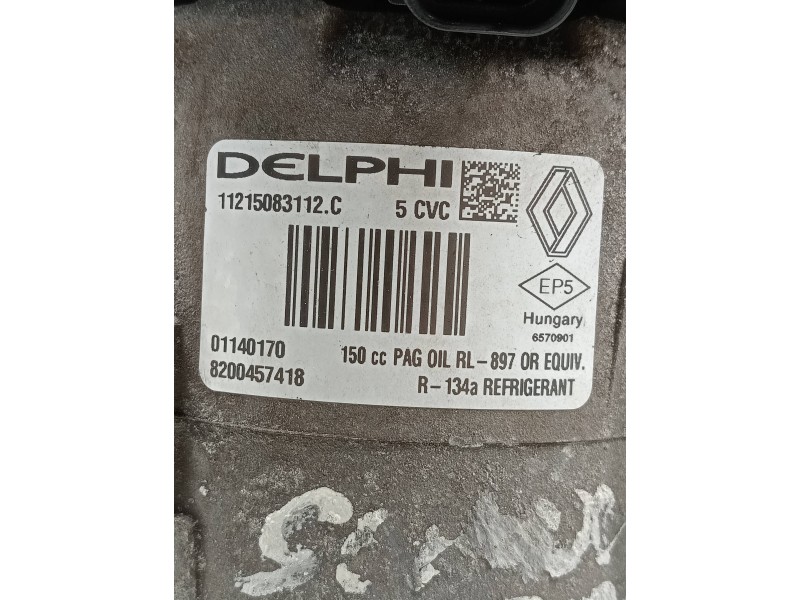 DELPHI
11215083112.C 5 CVC
EP5
Hungary
6570901
01140170 150 cc PAG OIL RL-897 OR EQUIV.
8200457418 R-134a REFRIGERANT